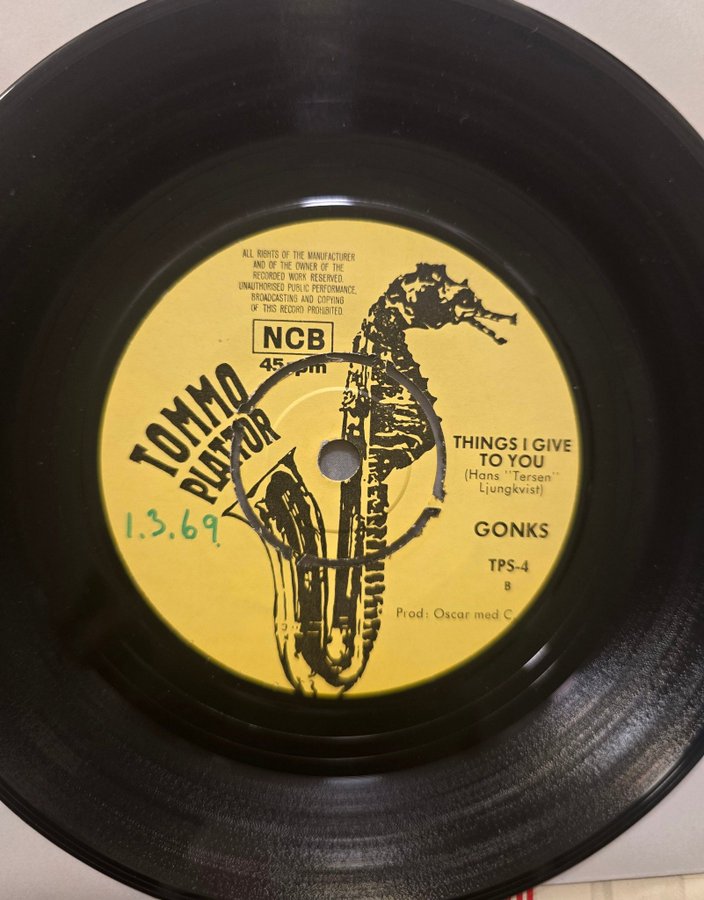 ALL RIGHTS OF THE MANUFACTURER
AND OF THE OWNER OF THE
RECORDED WORK RESERVED.
UNAUTHORISED PUBLIC PERFORMANCE,
BROADCASTING AND COPYING
OF THIS RECORD PROHIBITED.
NCB
45 rpm
TOMMO
PLATTOR
1.3.69.
THINGS I GIVE
TO YOU
(Hans "Tersen"
Ljungkvist)
GONKS
TPS-4
B
Prod: Oscar med C